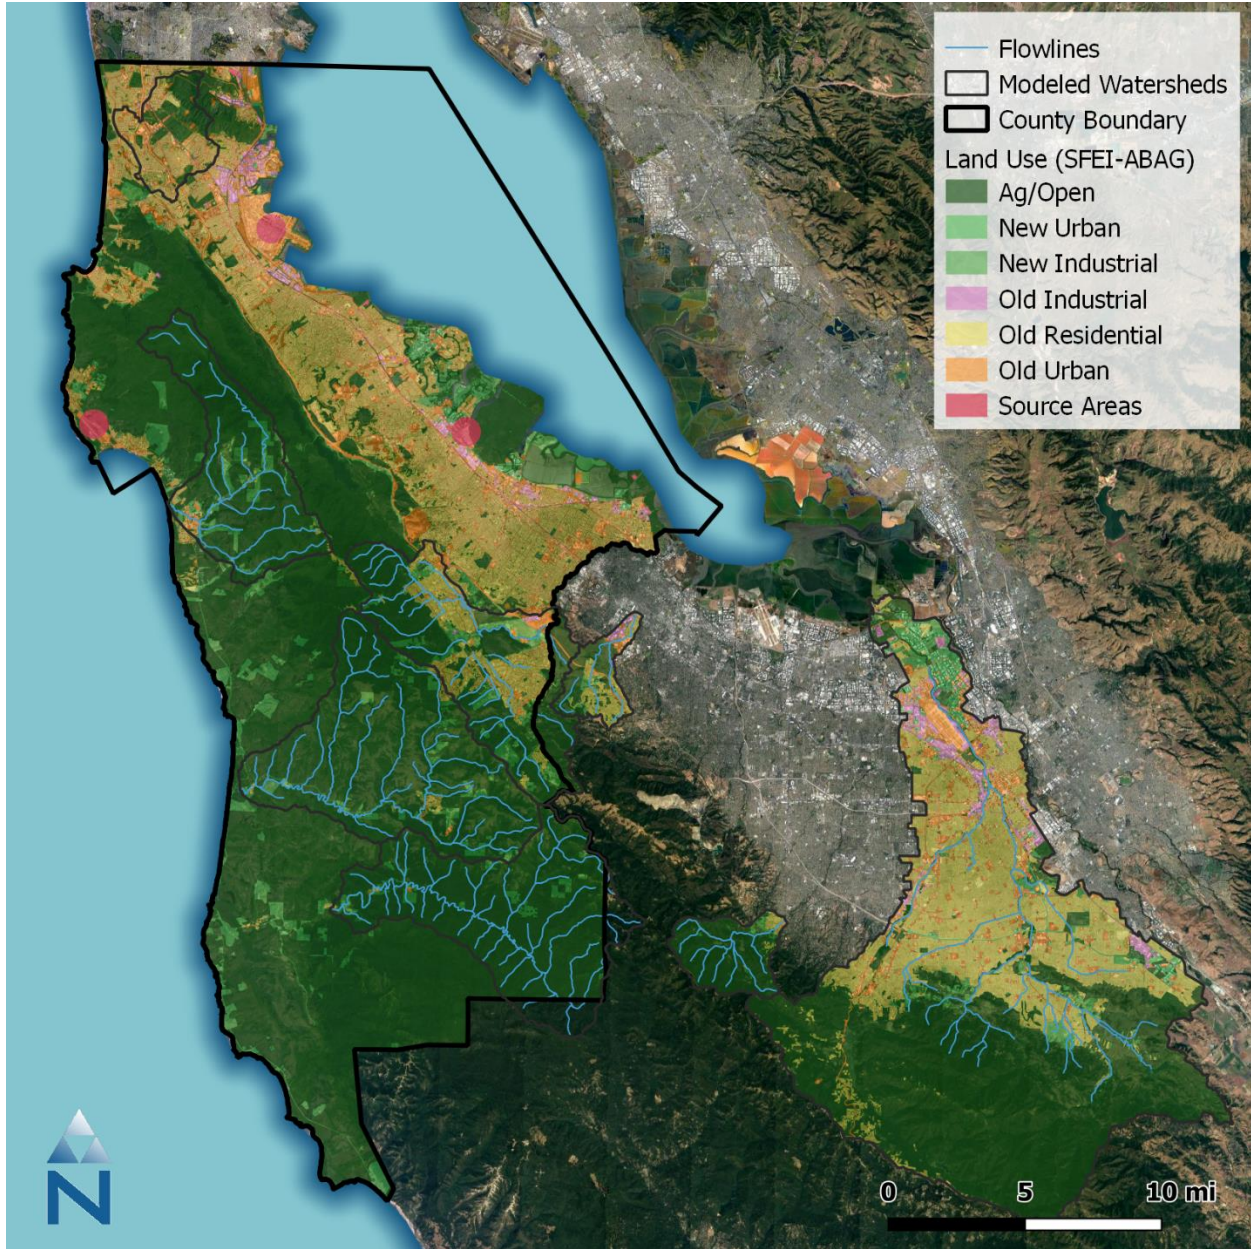 Flowlines
Modeled Watersheds
County Boundary
Land Use (SFEI-ABAG)
Ag/Open
New Urban
New Industrial
Old Industrial
Old Residential
Old Urban
Source Areas
N
0 5 10 mi